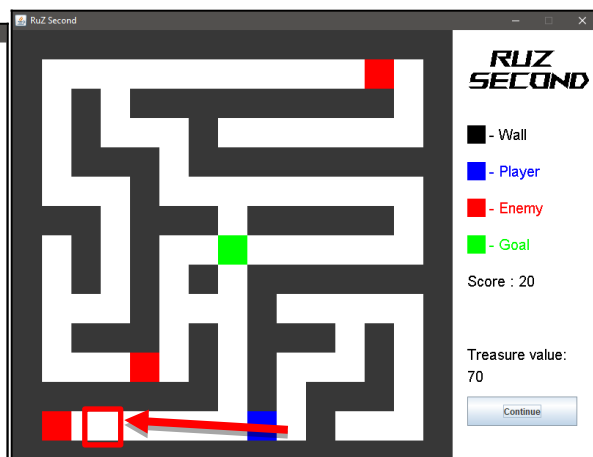 RuZ Second
RUZ
SECOND
- Wall
- Player
- Enemy
- Goal
Score : 20
Treasure value:
70
Continue